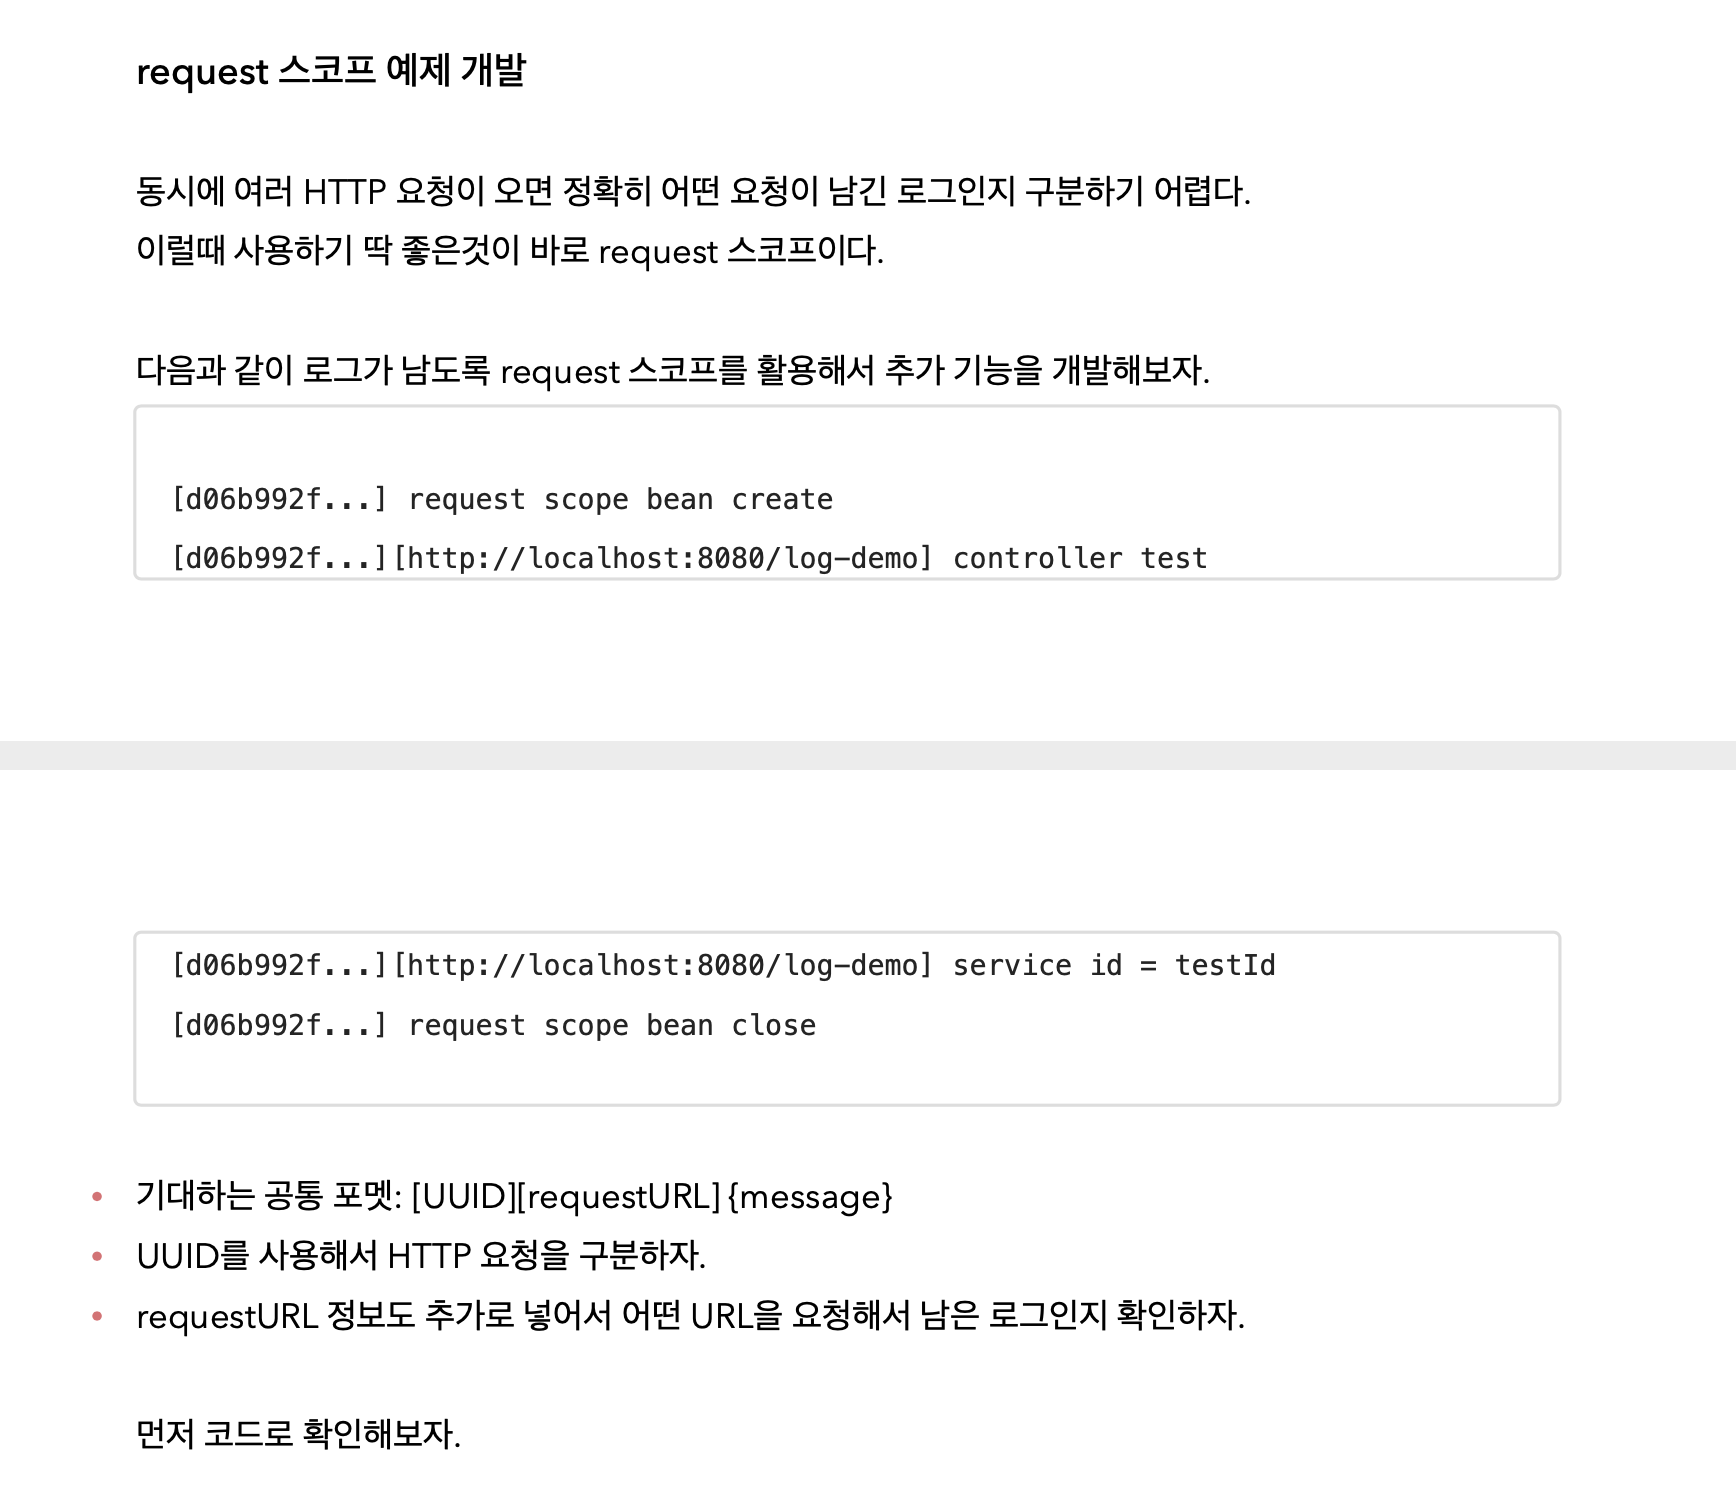 request 스코프 예제 개발
동시에 여러 HTTP 요청이 오면 정확히 어떤 요청이 남긴 로그인지 구분하기 어렵다.
이럴때 사용하기 딱 좋은것이 바로 request 스코프이다.
다음과 같이 로그가 남도록 request 스코프를 활용해서 추가 기능을 개발해보자.
[d06b992f...] request scope bean create
[d06b992f...][http://localhost:8080/log-demo] controller test
[d06b992f...][http://localhost:8080/log-demo] service id = testId
[d06b992f...] request scope bean close
• 기대하는 공통 포멧: [UUID][requestURL] {message}
• UUID를 사용해서 HTTP 요청을 구분하자.
• requestURL 정보도 추가로 넣어서 어떤 URL을 요청해서 남은 로그인지 확인하자.
먼저 코드로 확인해보자.